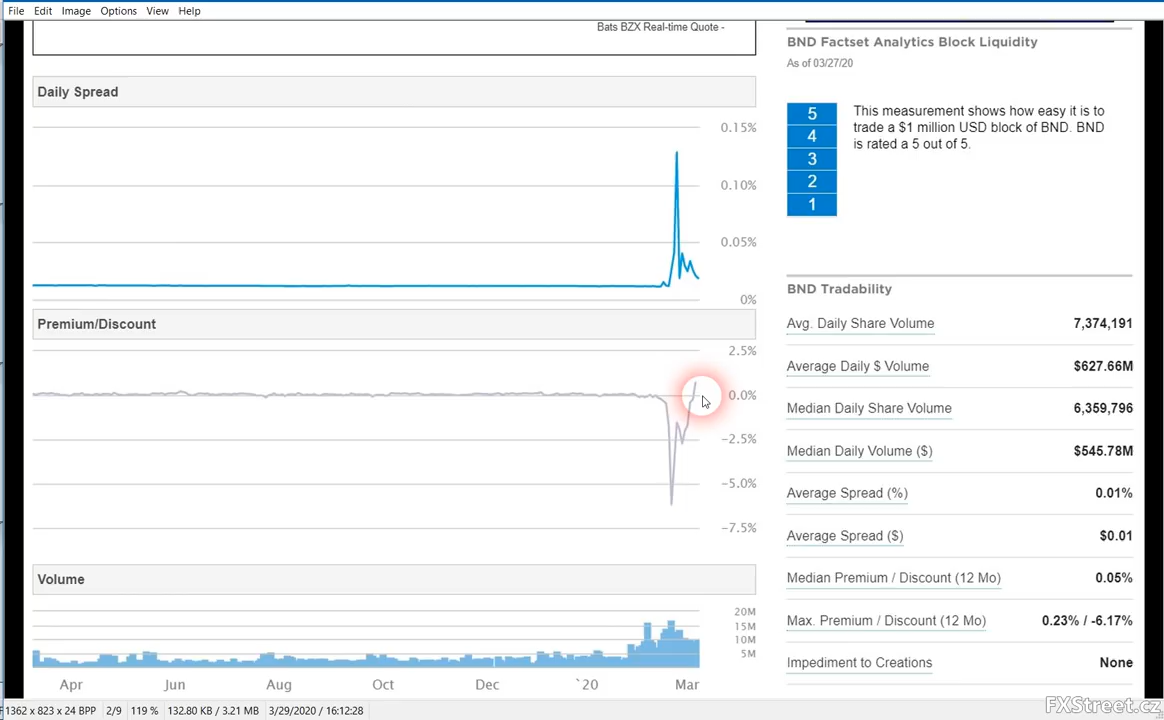 File Edit Image Options View Help
Bats BZX Real-time Quote -
Daily Spread
0.15%
0.10%
0.05%
0%
Premium/Discount
2.5%
0.0%
−2.5%
−5.0%
−7.5%
Volume
20M
15M
10M
5M
Apr Jun Aug Oct Dec `20 Mar
BND Factset Analytics Block Liquidity
As of 03/27/20
5
4
3
2
1
This measurement shows how easy it is to
trade a $1 million USD block of BND. BND
is rated a 5 out of 5.
BND Tradability
Avg. Daily Share Volume 7,374,191
Average Daily $ Volume $627.66M
Median Daily Share Volume 6,359,796
Median Daily Volume ($) $545.78M
Average Spread (%) 0.01%
Average Spread ($) $0.01
Median Premium / Discount (12 Mo) 0.05%
Max. Premium / Discount (12 Mo) 0.23% / -6.17%
Impediment to Creations None
1362 x 823 x 24 BPP 2/9 119 % 132.80 KB / 3.21 MB 3/29/2020 / 16:12:28
FXStreet.cz